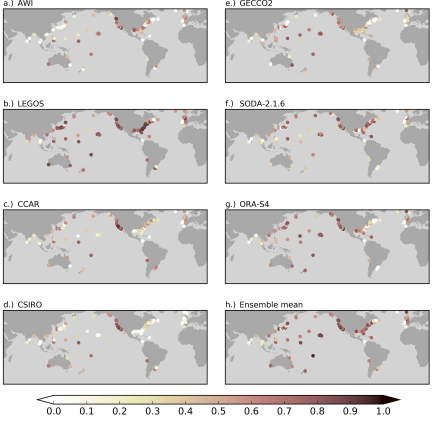 a.) AWI
e.) GECCO2
b.) LEGOS
f.) SODA-2.1.6
c.) CCAR
g.) ORA-S4
d.) CSIRO
h.) Ensemble mean
0.0 0.1 0.2 0.3 0.4 0.5 0.6 0.7 0.8 0.9 1.0